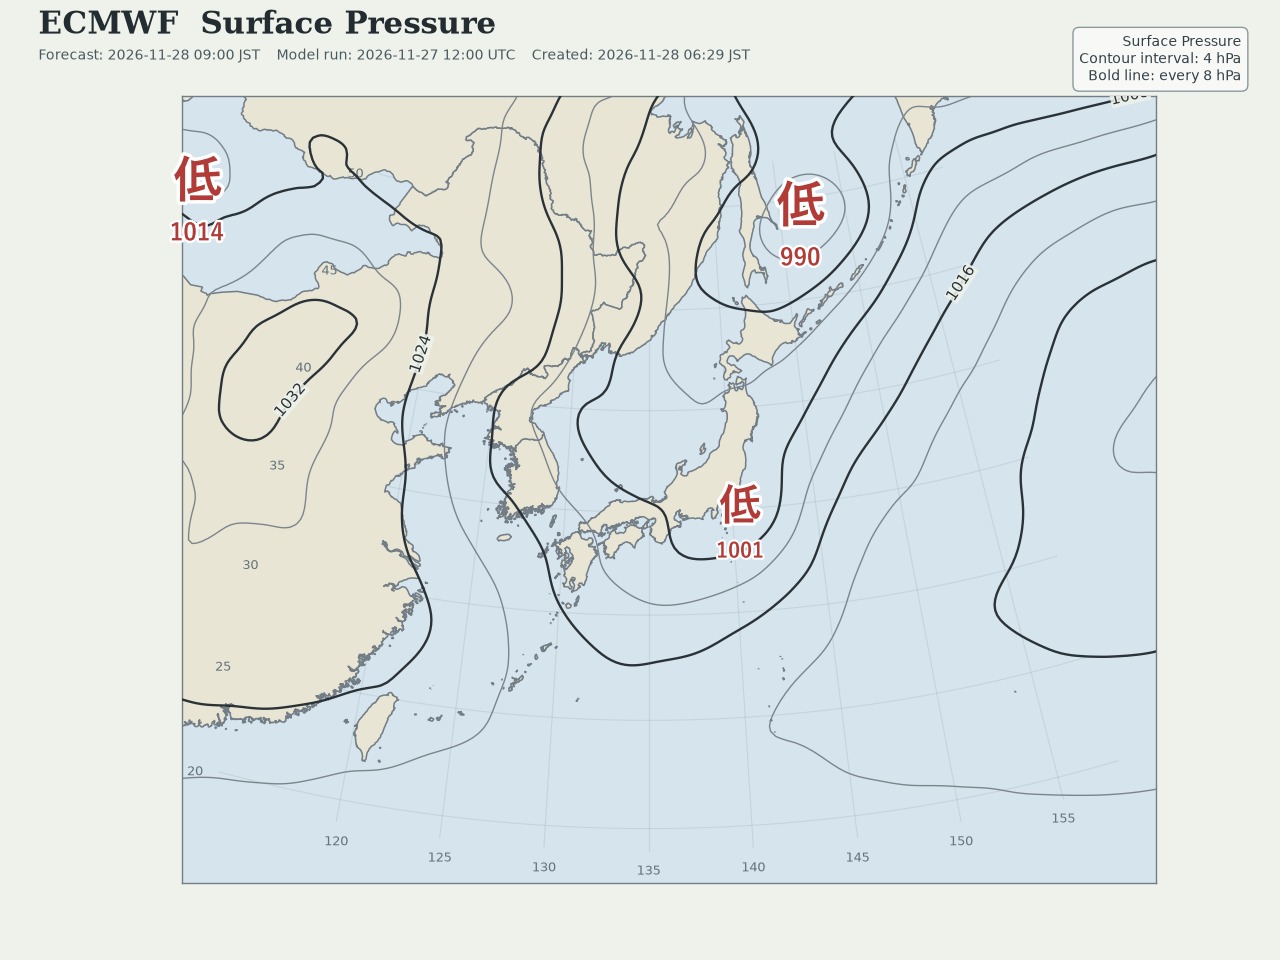 ECMWF  Surface Pressure
Forecast: 2026-11-28 09:00 JST    Model run: 2026-11-27 12:00 UTC    Created: 2026-11-28 06:29 JST
Surface Pressure
Contour interval: 4 hPa
Bold line: every 8 hPa
低
1014
50
低
990
45
1016
1024
40
1032
35
低
1001
30
25
20
120
125
130
135
140
145
150
155